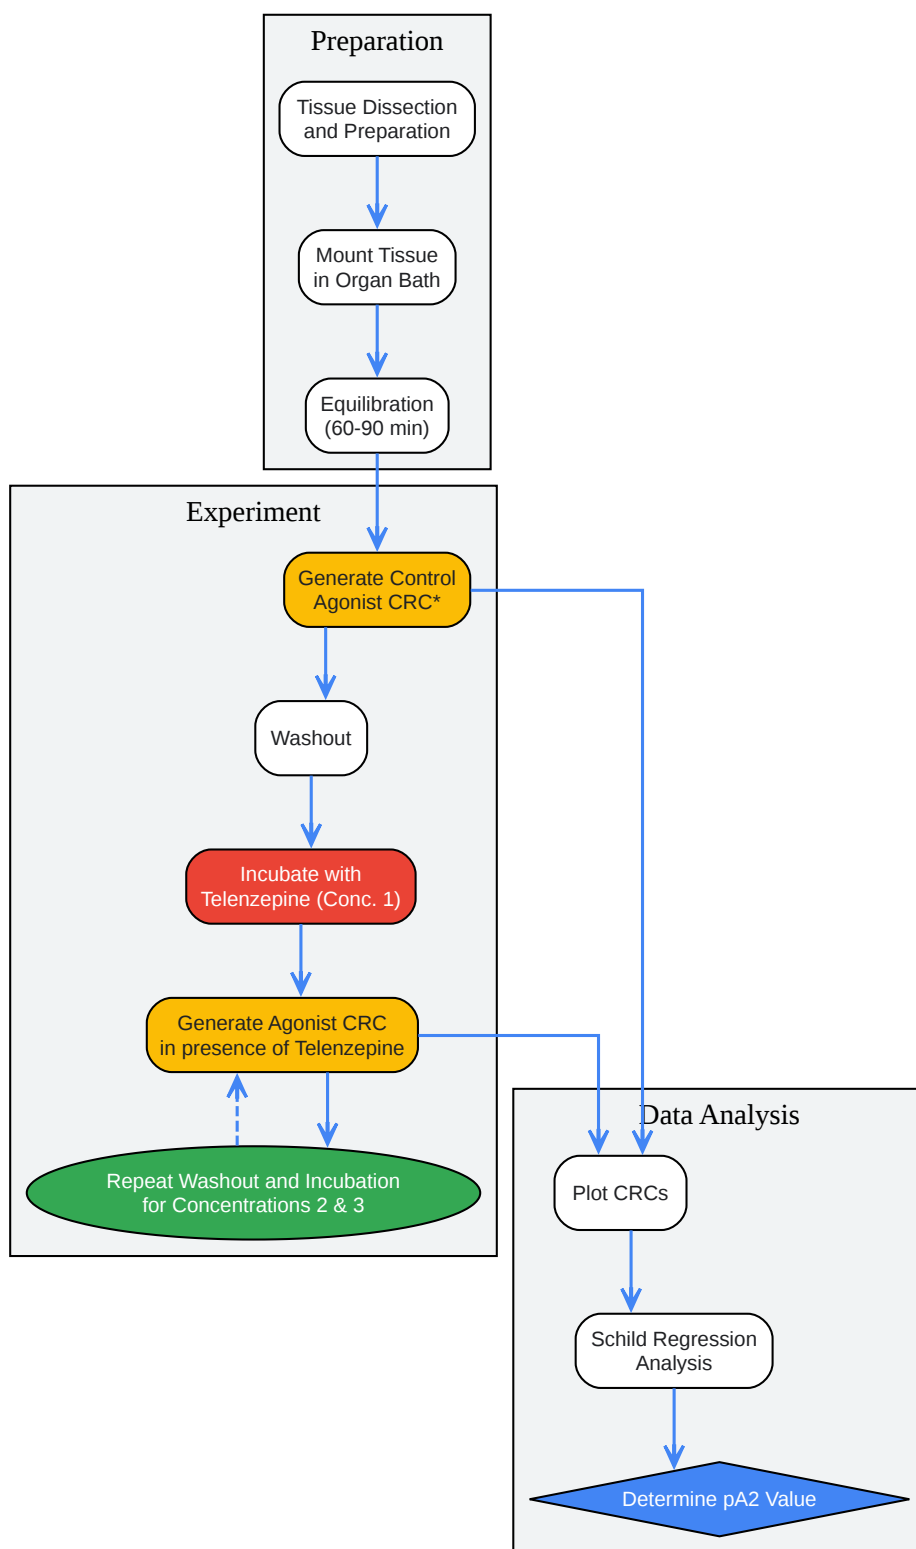 Preparation
Tissue Dissection
and Preparation
Mount Tissue
in Organ Bath
Equilibration
(60-90 min)
Experiment
Generate Control
Agonist CRC*
Washout
Incubate with
Telenzepine (Conc. 1)
Generate Agonist CRC
in presence of Telenzepine
Repeat Washout and Incubation
for Concentrations 2 & 3
Data Analysis
Plot CRCs
Schild Regression
Analysis
Determine pA2 Value